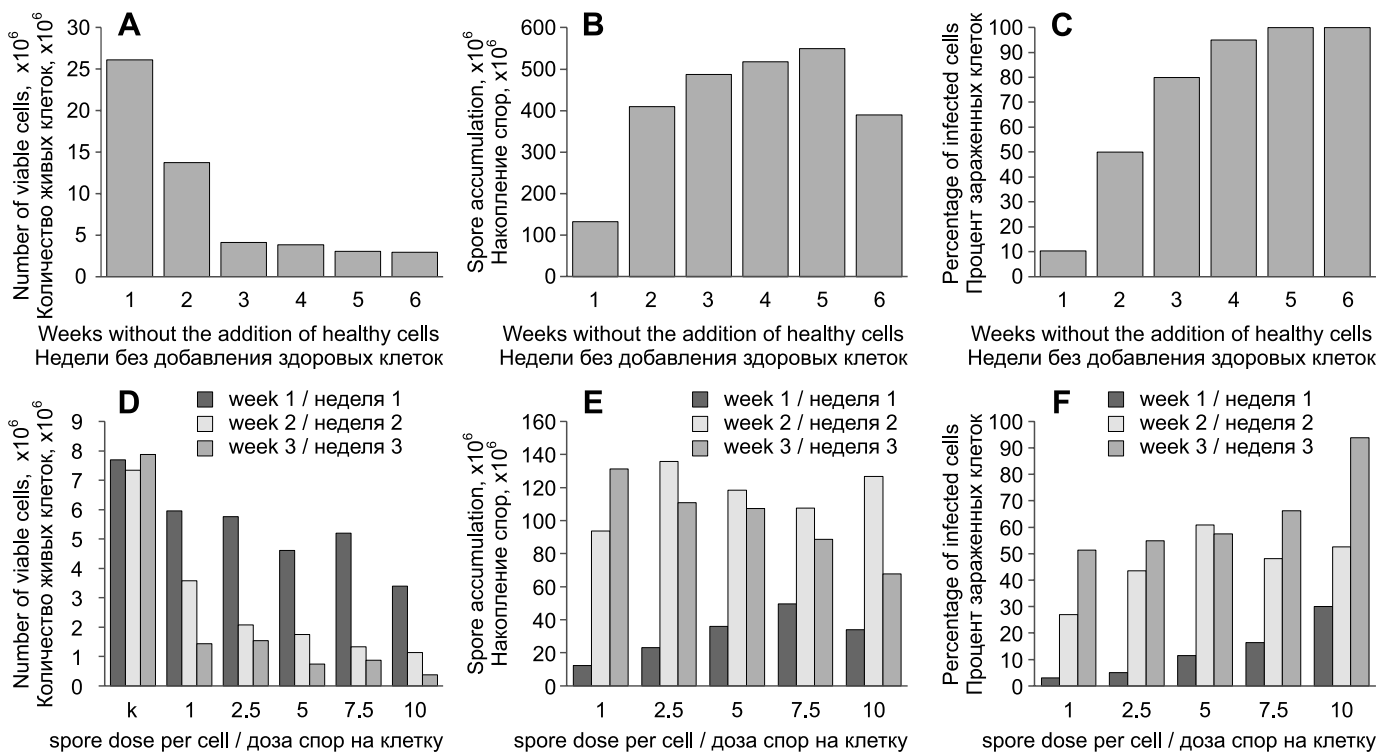 A
Number of viable cells, x10⁶
Количество живых клеток, x10⁶
30
25
20
15
10
5
0
1 2 3 4 5 6
Weeks without the addition of healthy cells
Недели без добавления здоровых клеток
B
Spore accumulation, x10⁶
Накопление спор, x10⁶
600
500
400
300
200
100
0
1 2 3 4 5 6
Weeks without the addition of healthy cells
Недели без добавления здоровых клеток
C
Percentage of infected cells
Процент зараженных клеток
100
90
80
70
60
50
40
30
20
10
0
1 2 3 4 5 6
Weeks without the addition of healthy cells
Недели без добавления здоровых клеток
D
week 1 / неделя 1
week 2 / неделя 2
week 3 / неделя 3
Number of viable cells, x10⁶
Количество живых клеток, x10⁶
9
8
7
6
5
4
3
2
1
0
k 1 2.5 5 7.5 10
spore dose per cell / доза спор на клетку
E
week 1 / неделя 1
week 2 / неделя 2
week 3 / неделя 3
Spore accumulation, x10⁶
Накопление спор, x10⁶
160
140
120
100
80
60
40
20
0
1 2.5 5 7.5 10
spore dose per cell / доза спор на клетку
F
week 1 / неделя 1
week 2 / неделя 2
week 3 / неделя 3
Percentage of infected cells
Процент зараженных клеток
100
90
80
70
60
50
40
30
20
10
0
1 2.5 5 7.5 10
spore dose per cell / доза спор на клетку